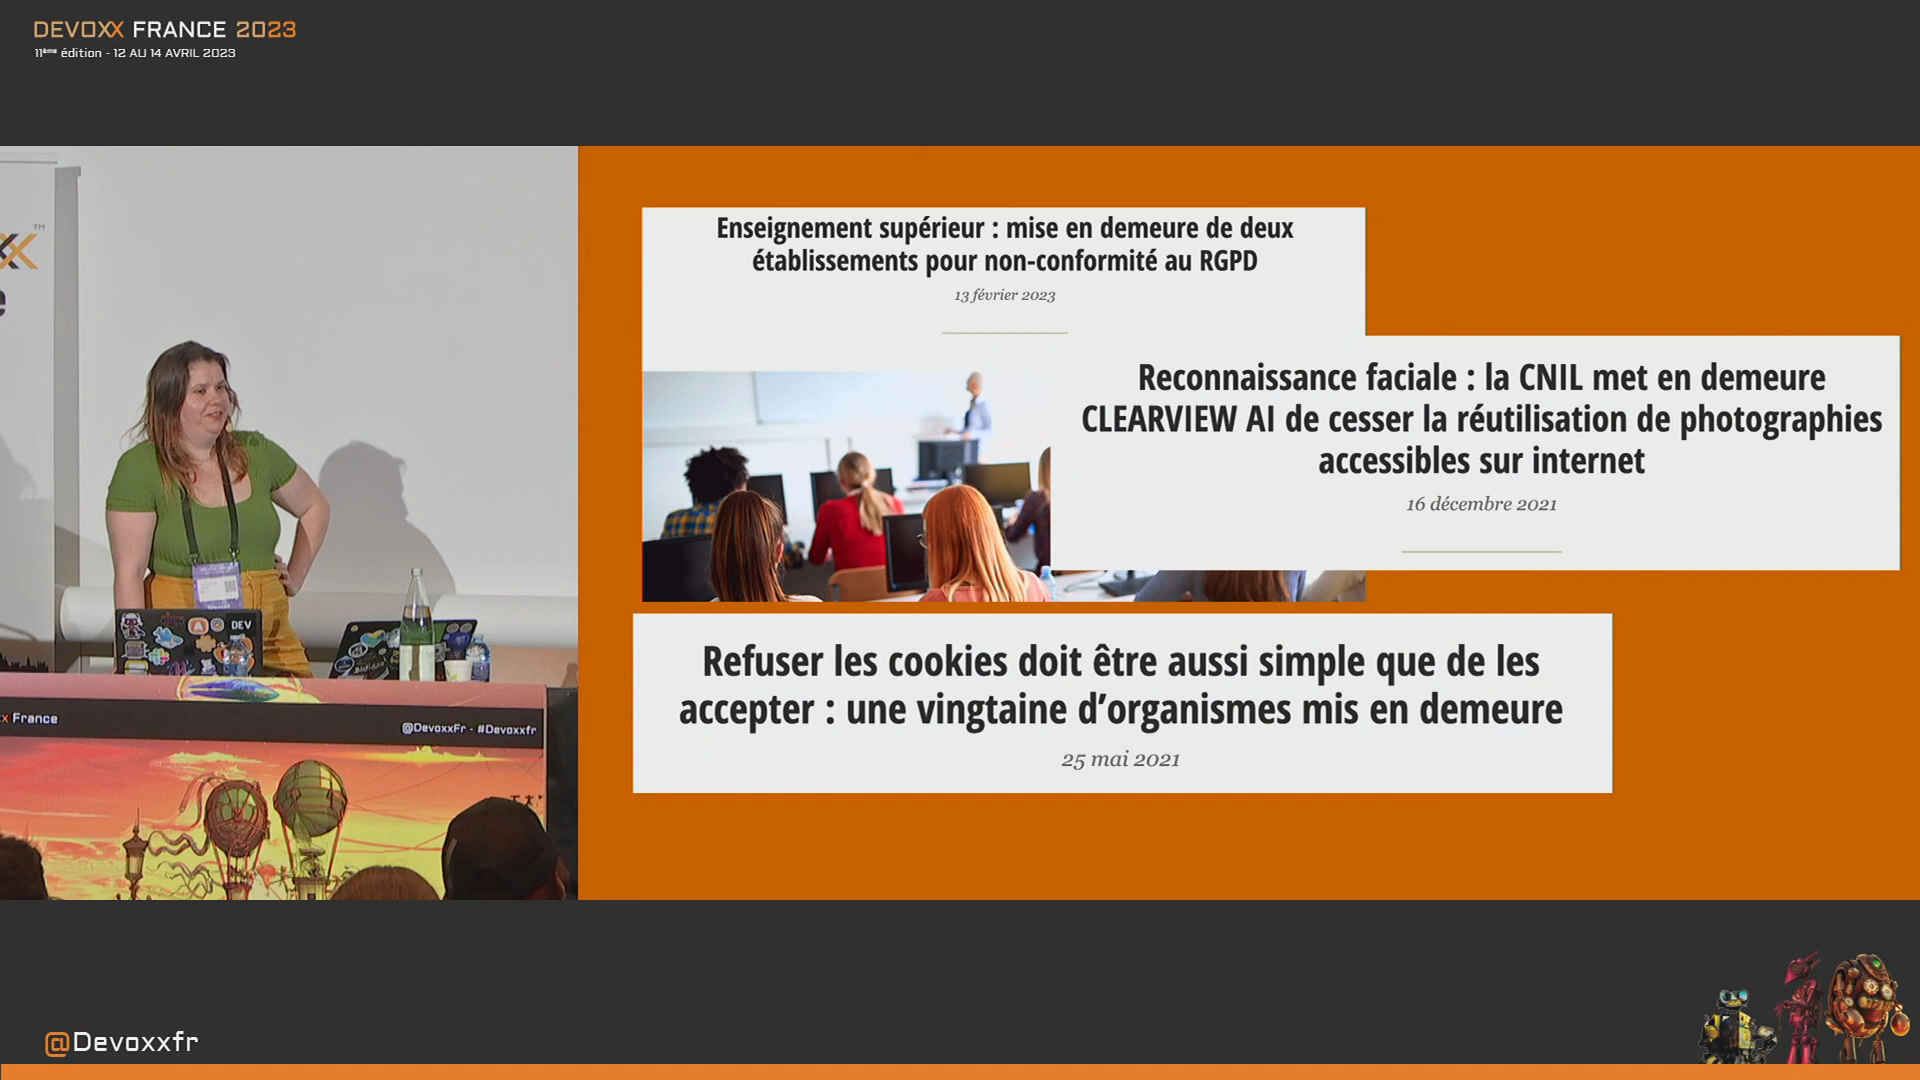 DEVOXX FRANCE 2023
11ème édition - 12 AU 14 AVRIL 2023
Enseignement supérieur : mise en demeure de deux
établissements pour non-conformité au RGPD
13 février 2023
Reconnaissance faciale : la CNIL met en demeure
CLEARVIEW AI de cesser la réutilisation de photographies
accessibles sur internet
16 décembre 2021
Refuser les cookies doit être aussi simple que de les
accepter : une vingtaine d’organismes mis en demeure
25 mai 2021
DEV
x France
@DevoxxFr - #Devoxxfr
@Devoxxfr